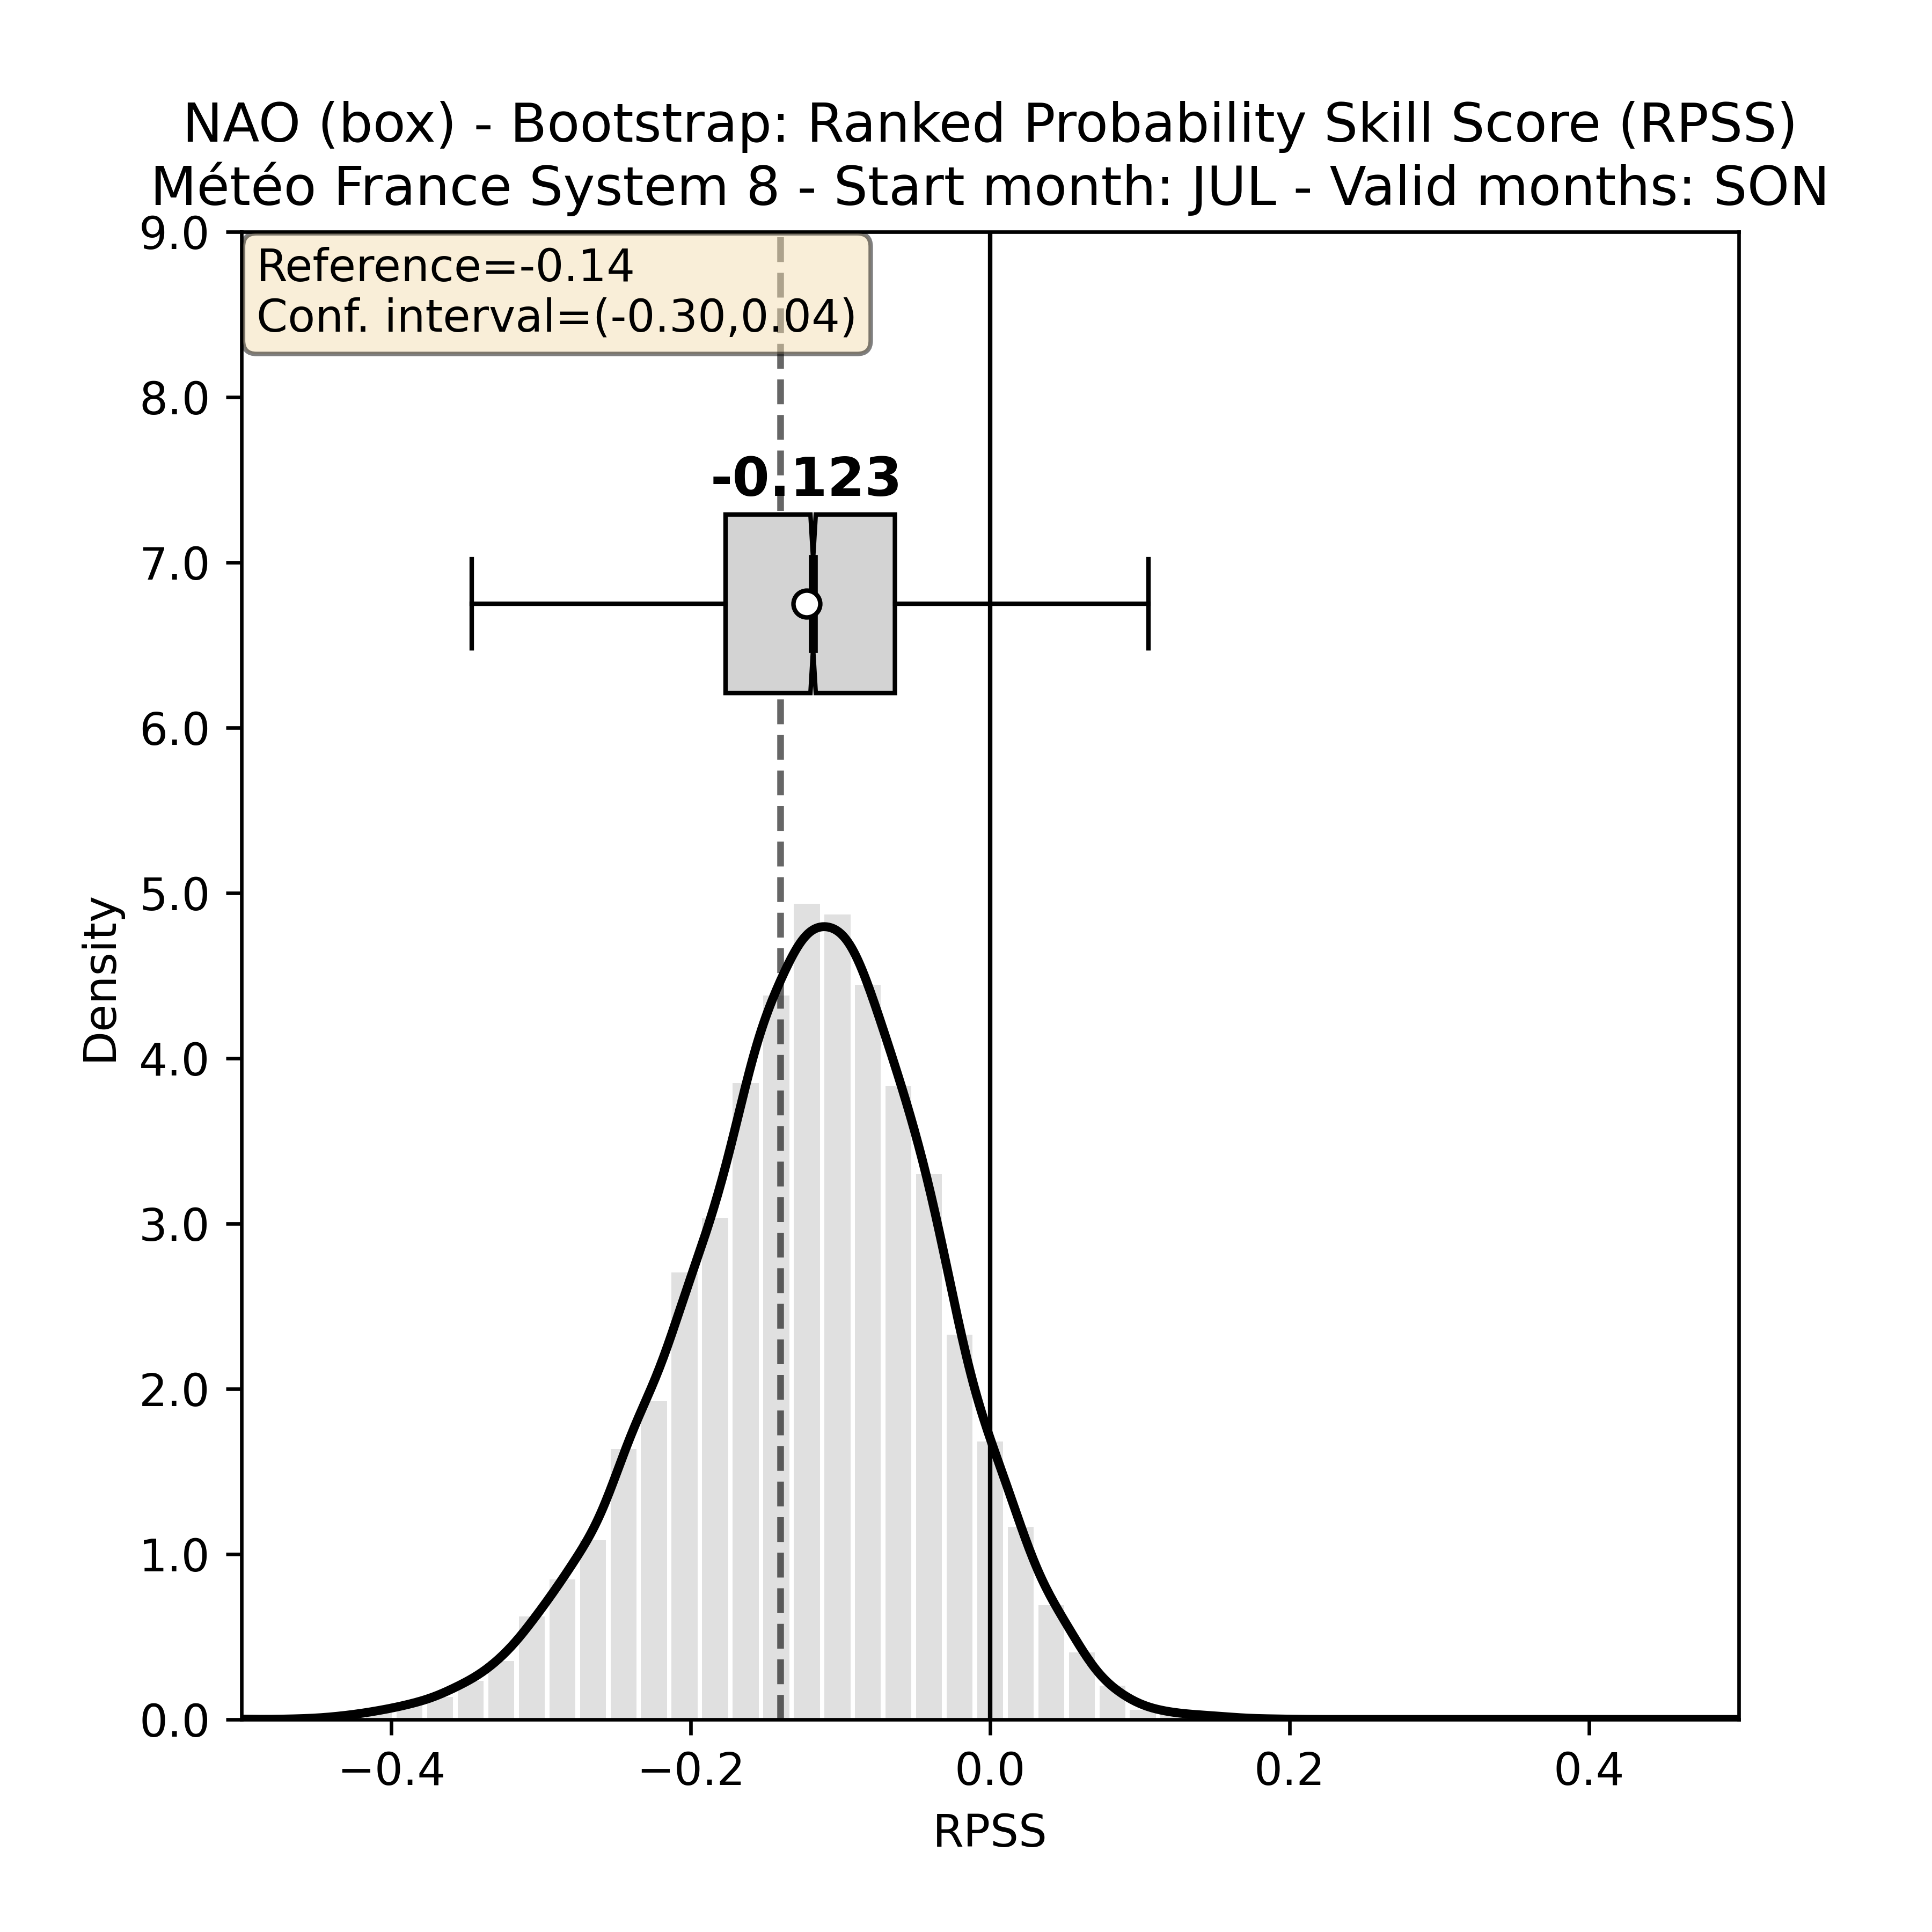 NAO (box) - Bootstrap: Ranked Probability Skill Score (RPSS)
Météo France System 8 - Start month: JUL - Valid months: SON
Reference=-0.14
Conf. interval=(-0.30,0.04)
-0.123
9.0
8.0
7.0
6.0
5.0
4.0
3.0
2.0
1.0
0.0
Density
−0.4 −0.2 0.0 0.2 0.4
RPSS